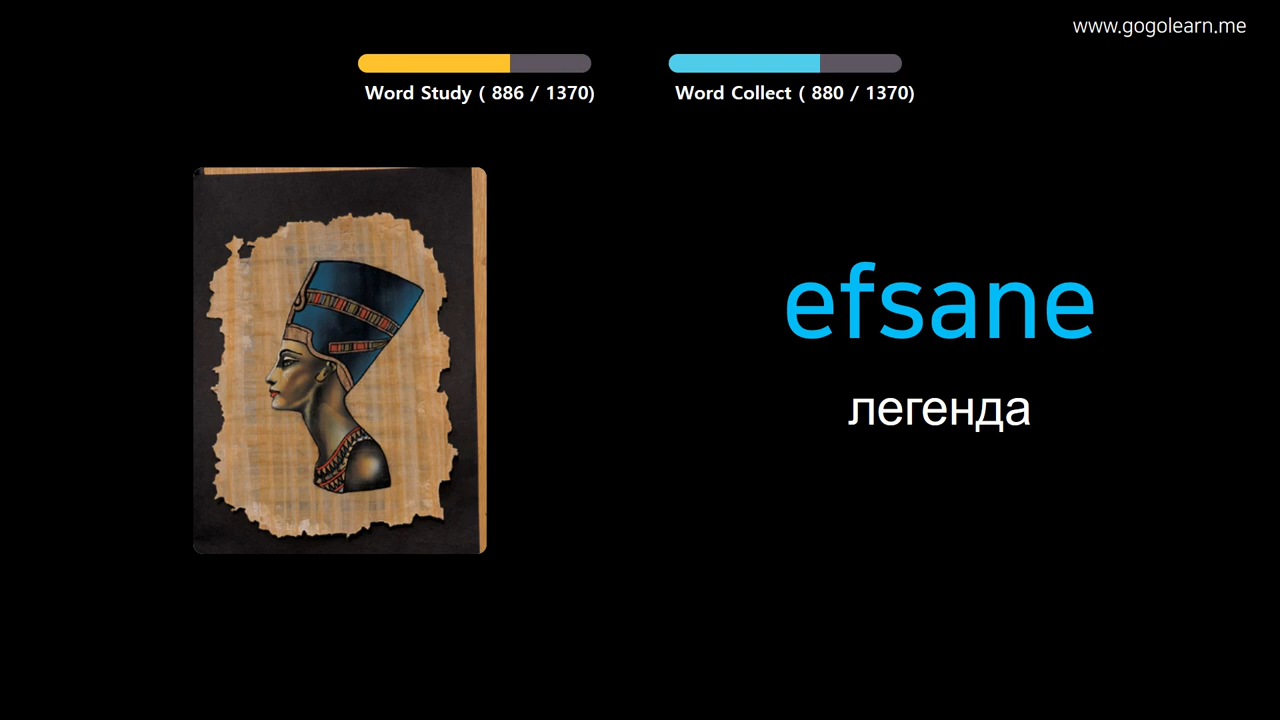 www.gogolearn.me
Word Study ( 886 / 1370)
Word Collect ( 880 / 1370)
efsane
легенда